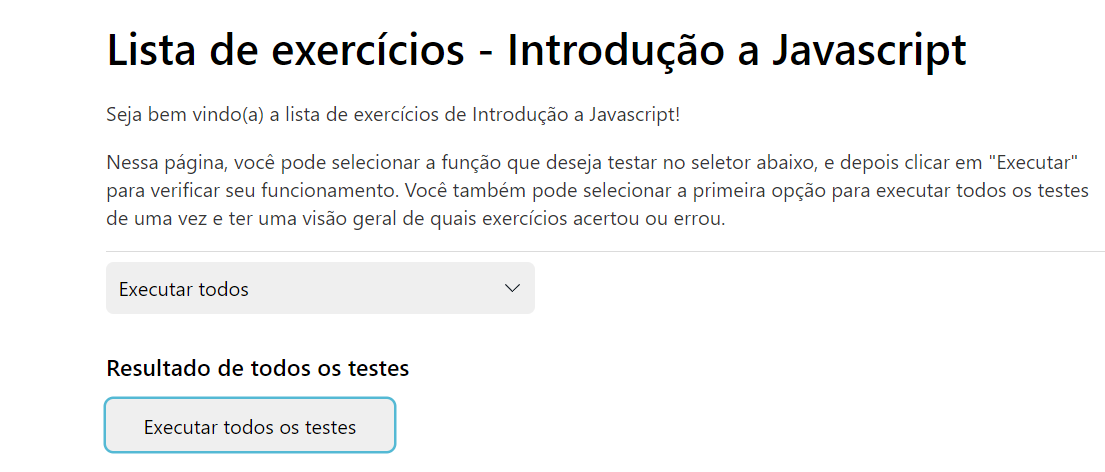 Lista de exercícios - Introdução a Javascript
Seja bem vindo(a) a lista de exercícios de Introdução a Javascript!
Nessa página, você pode selecionar a função que deseja testar no seletor abaixo, e depois clicar em "Executar"
para verificar seu funcionamento. Você também pode selecionar a primeira opção para executar todos os testes
de uma vez e ter uma visão geral de quais exercícios acertou ou errou.
Executar todos
Resultado de todos os testes
Executar todos os testes